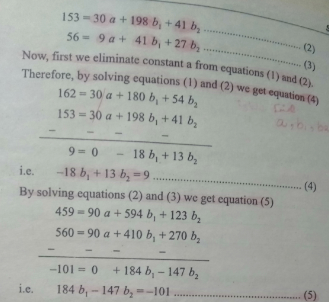 153 = 30 a + 198 b₁ + 41 b₂ .................... (2)
56 = 9 a + 41 b₁ + 27 b₂ .................... (3)
Now, first we eliminate constant a from equations (1) and (2).
Therefore, by solving equations (1) and (2) we get equation (4)
162 = 30 a + 180 b₁ + 54 b₂
153 = 30 a + 198 b₁ + 41 b₂
– – – –
9 = 0 – 18 b₁ + 13 b₂
i.e. –18 b₁ + 13 b₂ = 9 .................... (4)
By solving equations (2) and (3) we get equation (5)
459 = 90 a + 594 b₁ + 123 b₂
560 = 90 a + 410 b₁ + 270 b₂
– – – –
–101 = 0 + 184 b₁ – 147 b₂
i.e. 184 b₁ – 147 b₂ = –101 .................... (5)